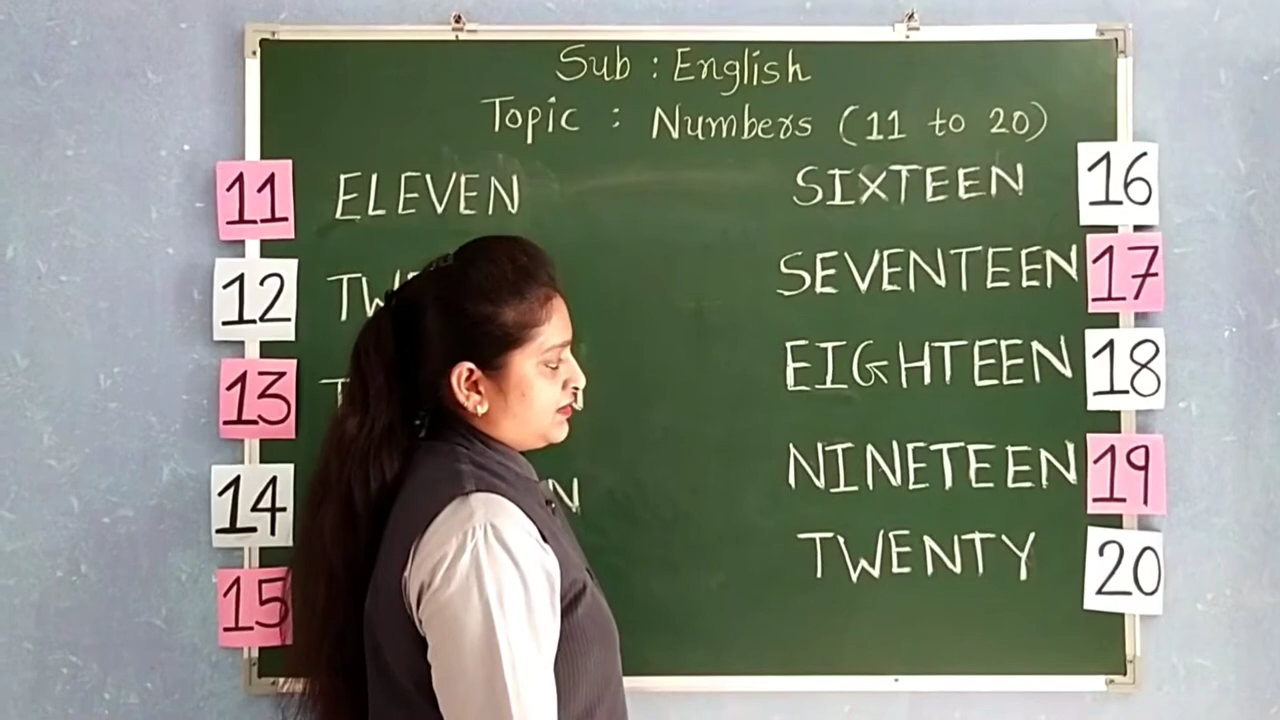 Sub : English
Topic : Numbers (11 to 20)
11 ELEVEN
12
13
14
15
SIXTEEN 16
SEVENTEEN 17
EIGHTEEN 18
NINETEEN 19
TWENTY 20